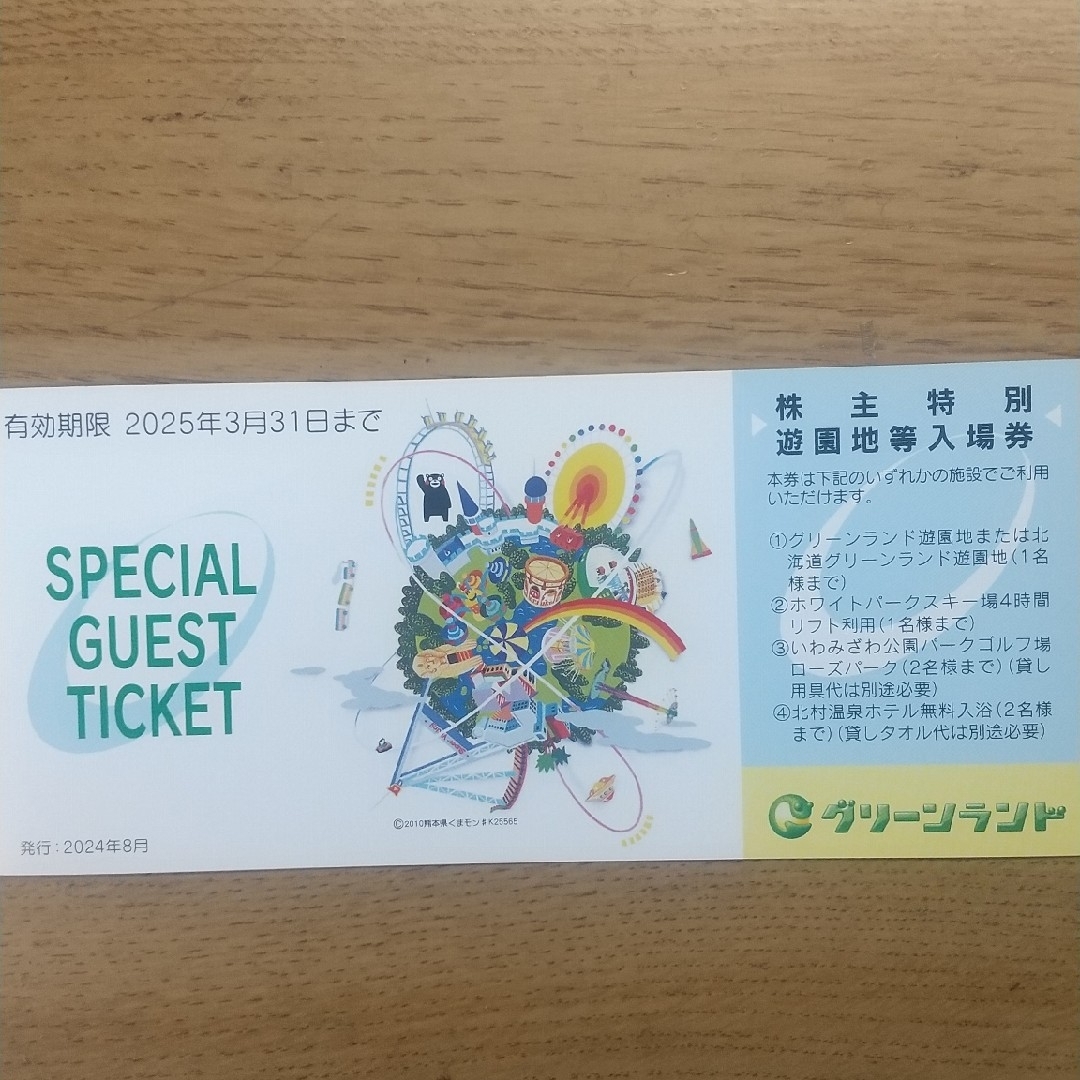 有効期限 2025年3月31日まで
SPECIAL
GUEST
TICKET
©2010熊本県くまモン#K25565
発行:2024年8月
株主特別
遊園地等入場券
本券は下記のいずれかの施設でご利用
いただけます。
①グリーンランド遊園地または北
海道グリーンランド遊園地(1名
様まで)
②ホワイトパークスキー場4時間
リフト利用(1名様まで)
③いわみざわ公園パークゴルフ場
ローズパーク(2名様まで)(貸し
用具代は別途必要)
④北村温泉ホテル無料入浴(2名様
まで)(貸しタオル代は別途必要)
グリーンランド